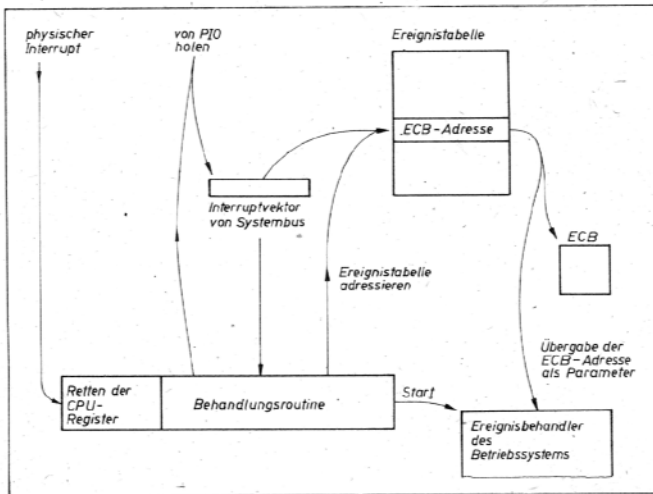 physischer
Interrupt
von PIO
holen
Ereignistabelle
ECB-Adresse
Interruptvektor
von Systembus
ECB
Ereignistabelle
adressieren
Übergabe der
ECB-Adresse
als Parameter
Retten der
CPU-
Register
Behandlungsroutine
Start
Ereignisbehandler
des
Betriebssystems